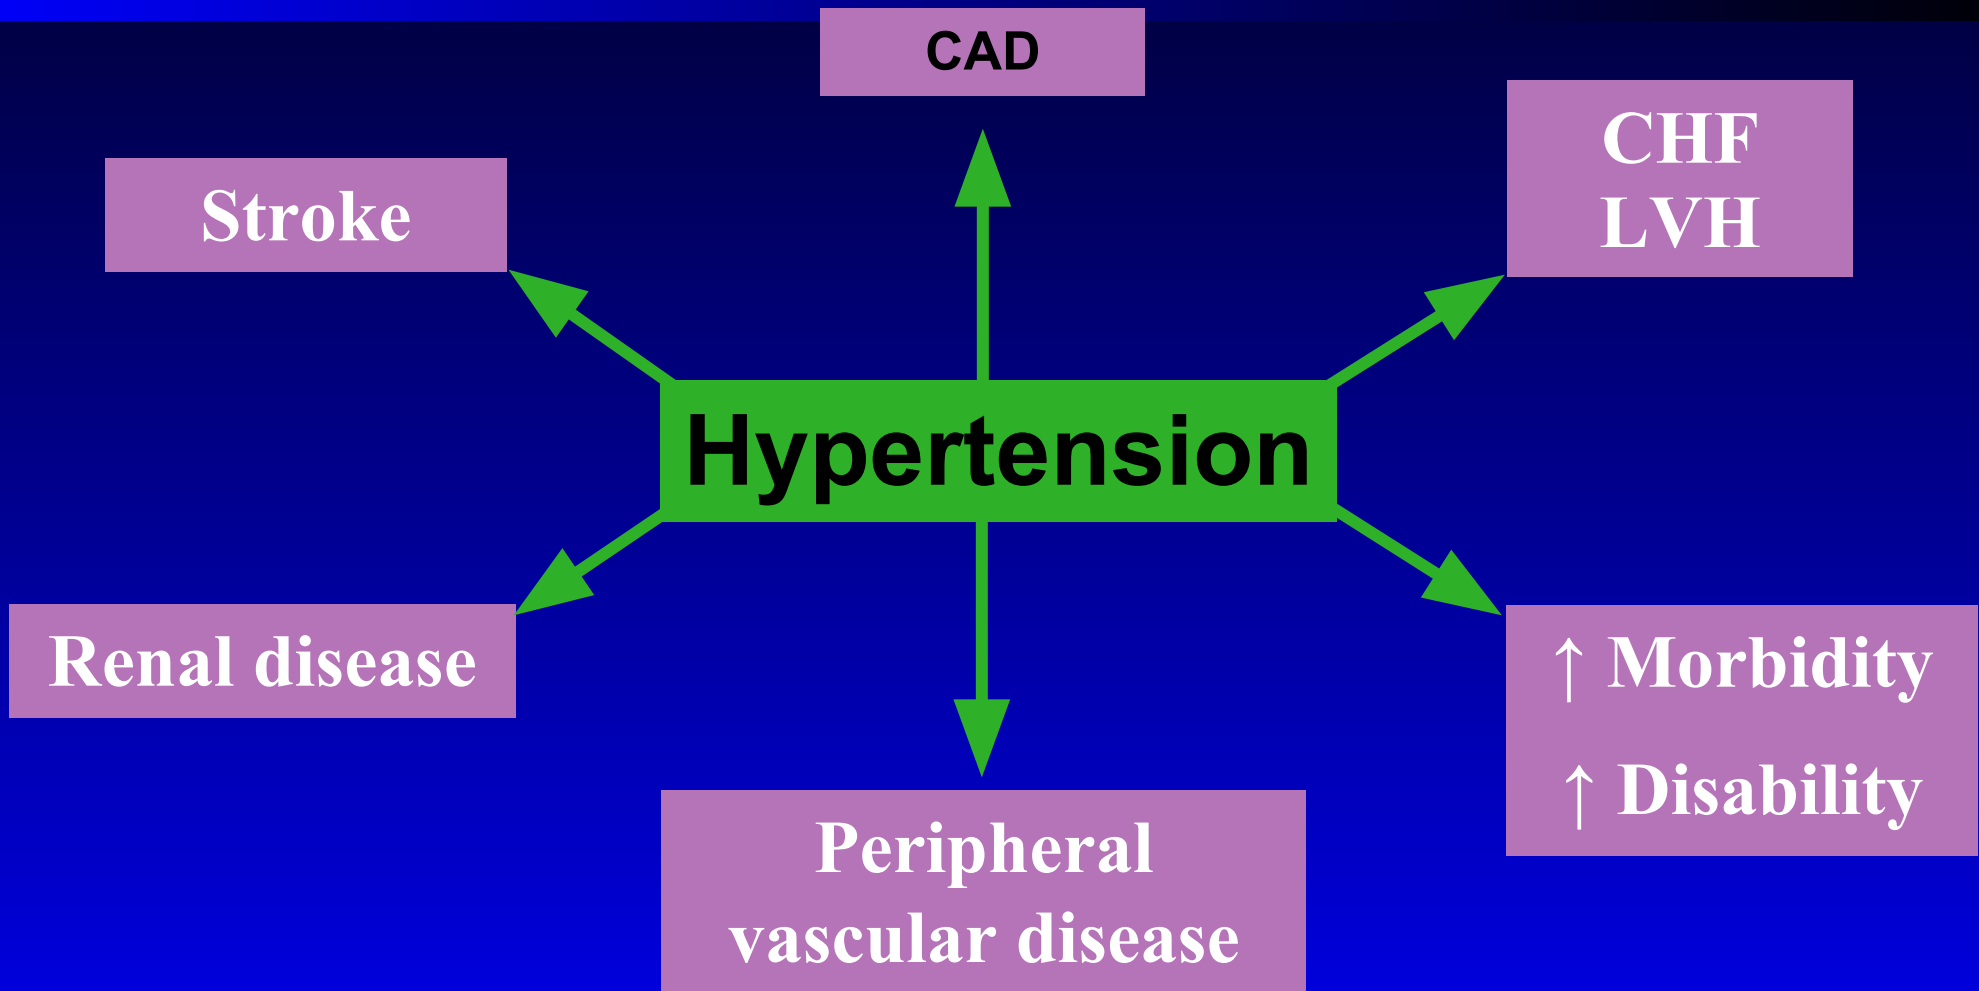 CAD
CHF
LVH
Stroke
Hypertension
Renal disease
↑ Morbidity
↑ Disability
Peripheral
vascular disease